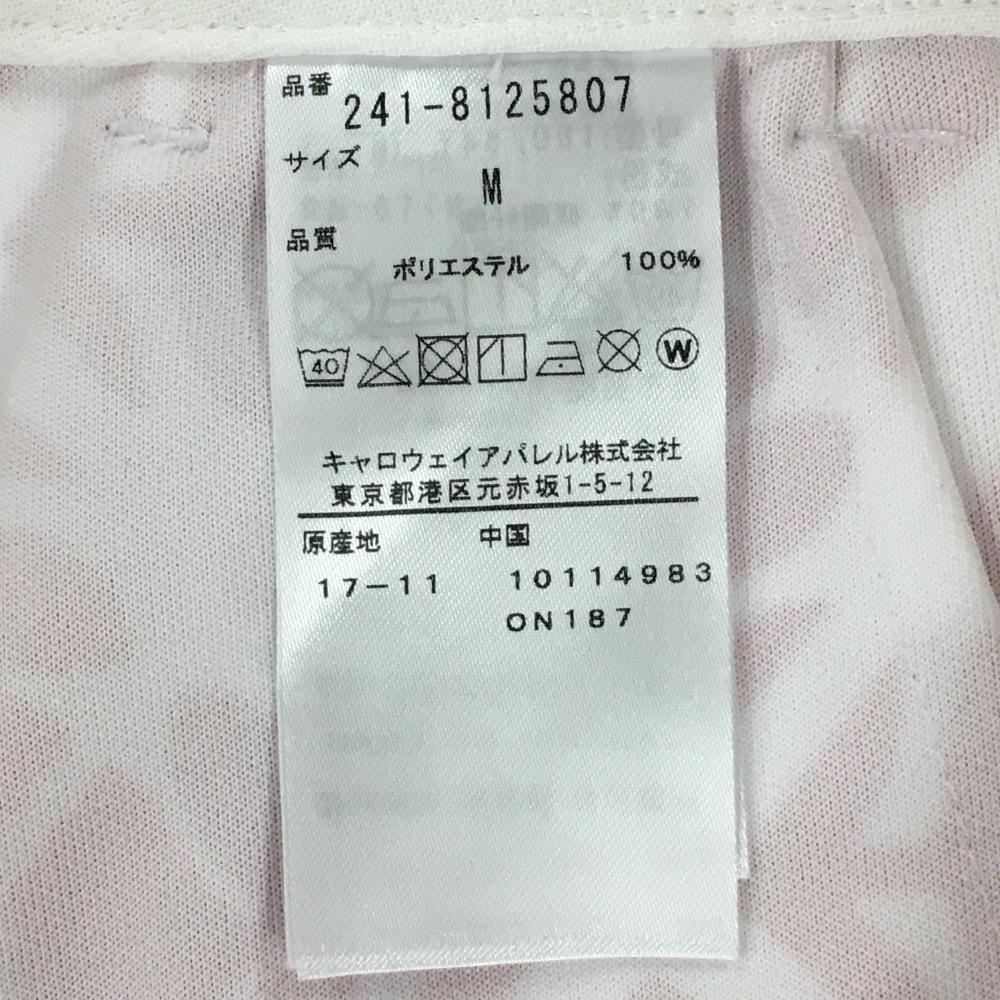 品番
241-8125807
サイズ
M
品質
ポリエステル 100%
40 W
キャロウェイアパレル株式会社
東京都港区元赤坂1-5-12
原産地 中国
17-11 10114983
ON187